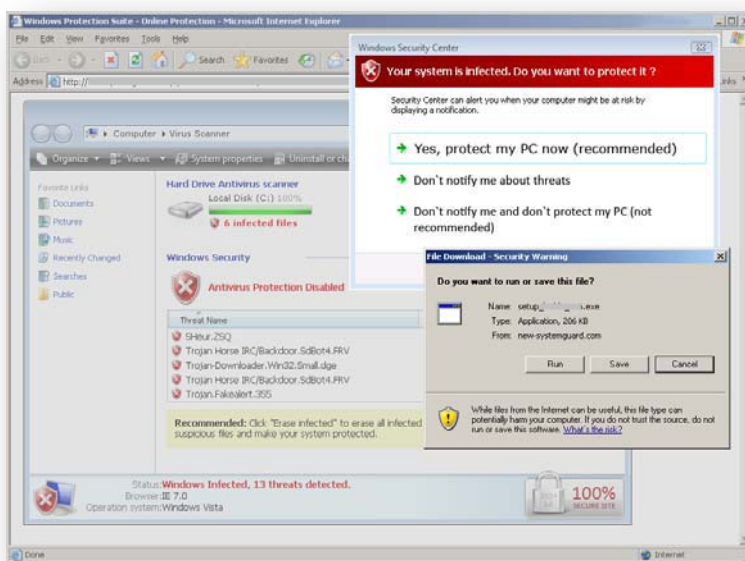 Windows Protection Suite - Online Protection - Microsoft Internet Explorer
File Edit View Favorites Tools Help
Search Favorites
Address http://
Computer Virus Scanner
Organize Views System properties Uninstall or
Favorite Links
Documents
Pictures
Music
Recently Changed
Searches
Public
Hard Drive Antivirus scanner
Local Disk (C:) 100%
6 infected files
Windows Security
Antivirus Protection Disabled
Threat Name
SHeur.ZSQ
Trojan Horse IRC/Backdoor.SdBot4.FRV
Trojan-Downloader.Win32.Small.dge
Trojan Horse IRC/Backdoor.SdBot4.FRV
Trojan.Fakealert.355
Recommended: Click "Erase infected" to erase all infected
suspicious files and make your system protected.
Status: Windows Infected, 13 threats detected.
Browser: IE 7.0
Operation system: Windows Vista
100%
SECURE SITE
Windows Security Center
Your system is infected. Do you want to protect it ?
Security Center can alert you when your computer might be at risk by
displaying a notification.
Yes, protect my PC now (recommended)
Don`t notify me about threats
Don`t notify me and don`t protect my PC (not
recommended)
File Download - Security Warning
Do you want to run or save this file?
Name: setup_ .exe
Type: Application, 206 KB
From: new-systemguard.com
Run Save Cancel
While files from the Internet can be useful, this file type can
potentially harm your computer. If you do not trust the source, do not
run or save this software. What's the risk?
Done Internet